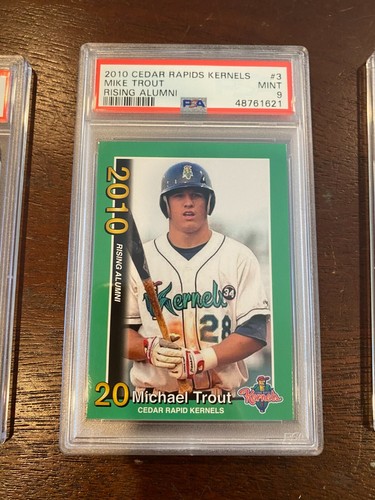 2010 CEDAR RAPIDS KERNELS #3
MIKE TROUT MINT
RISING ALUMNI PSA 9
48761621
2010
RISING ALUMNI
Kernels
34
28
20 Michael Trout
CEDAR RAPID KERNELS
Kernels